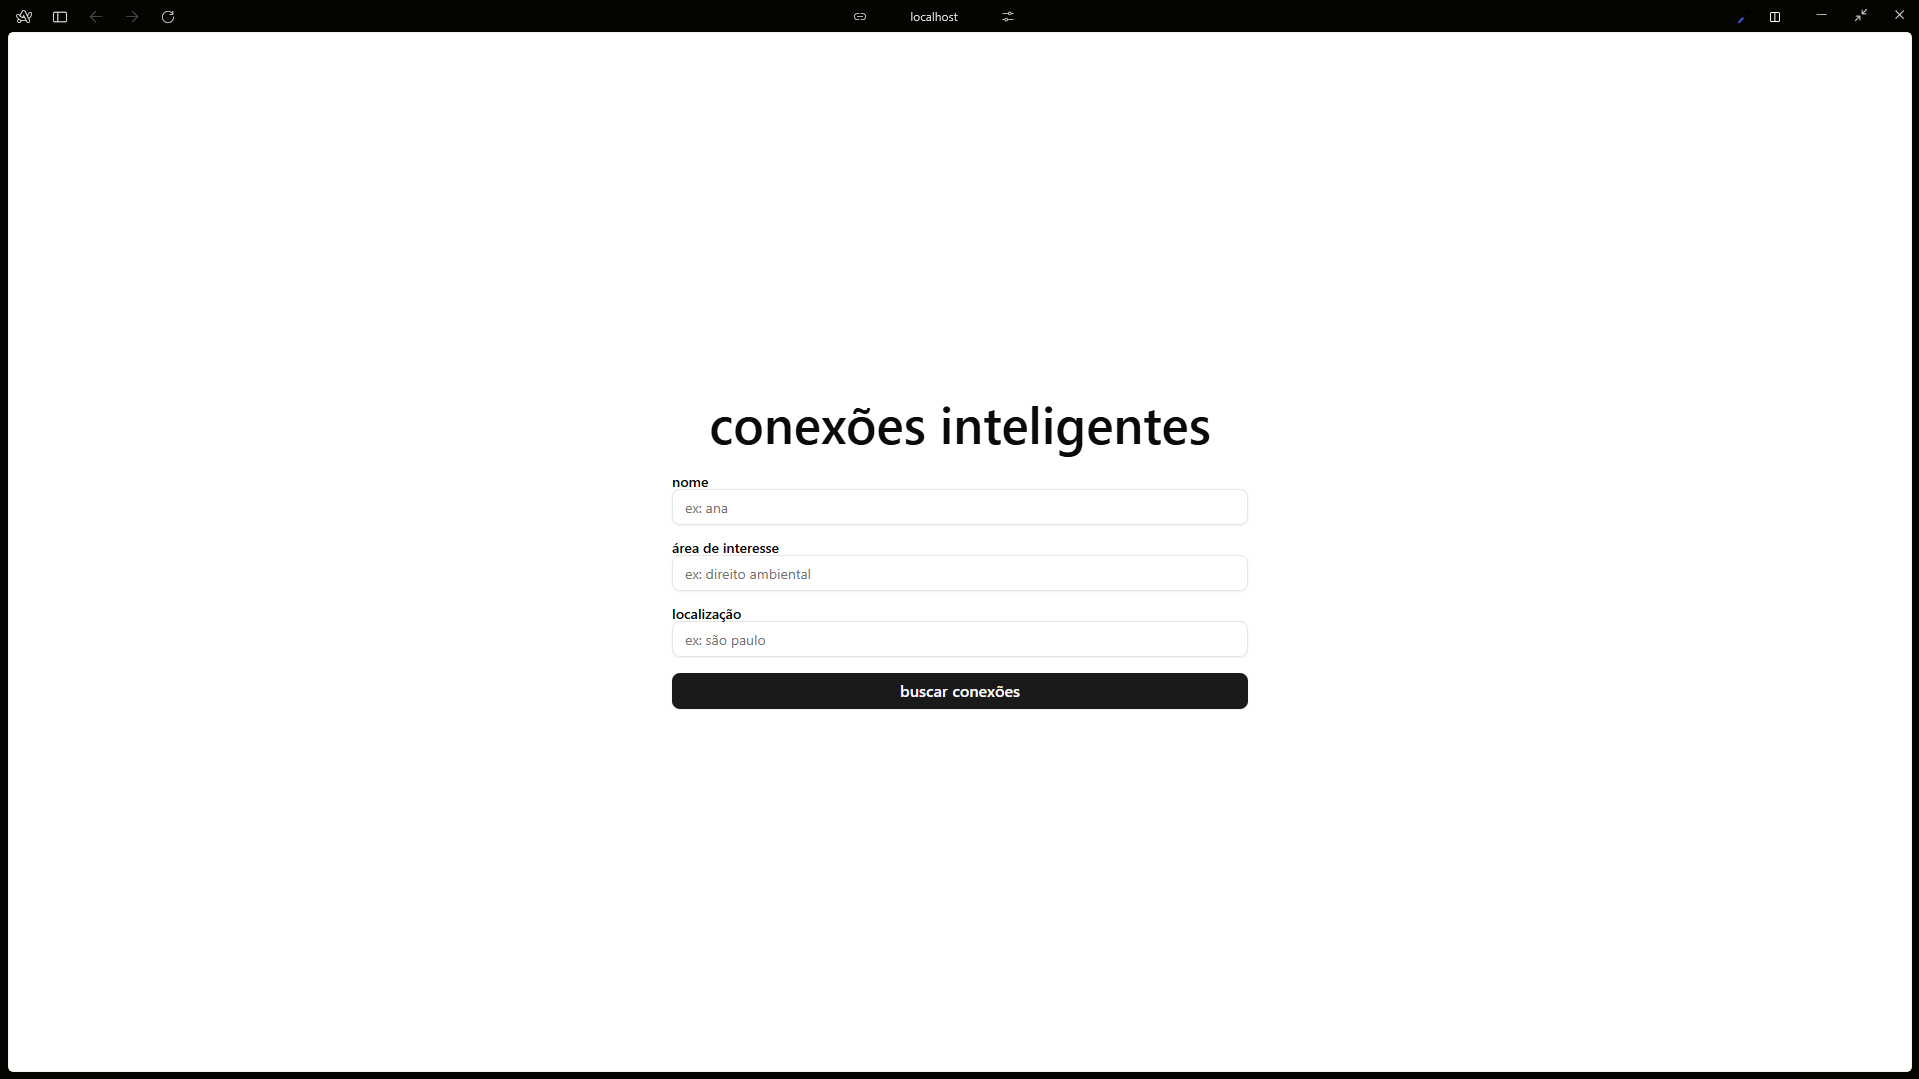 localhost
conexões inteligentes
nome
ex: ana
área de interesse
ex: direito ambiental
localização
ex: são paulo
buscar conexões